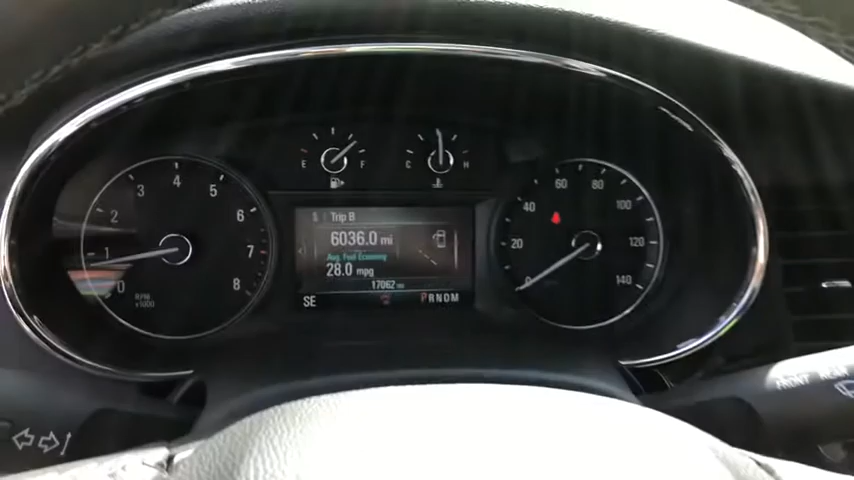 E F
C H
0 1 2 3 4 5 6 7 8
RPM
x1000
Trip B
6036.0 mi
Avg. Fuel Economy
28.0 mpg
17062 mi
SE
PRNDM
20 40 60 80 100 120 140
FRONT REAR